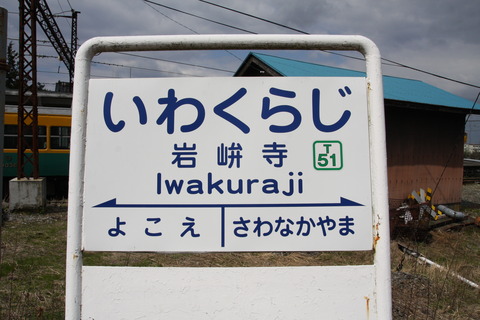 いわくらじ
岩峅寺
T
51
Iwakuraji
よこえ さわなかやま